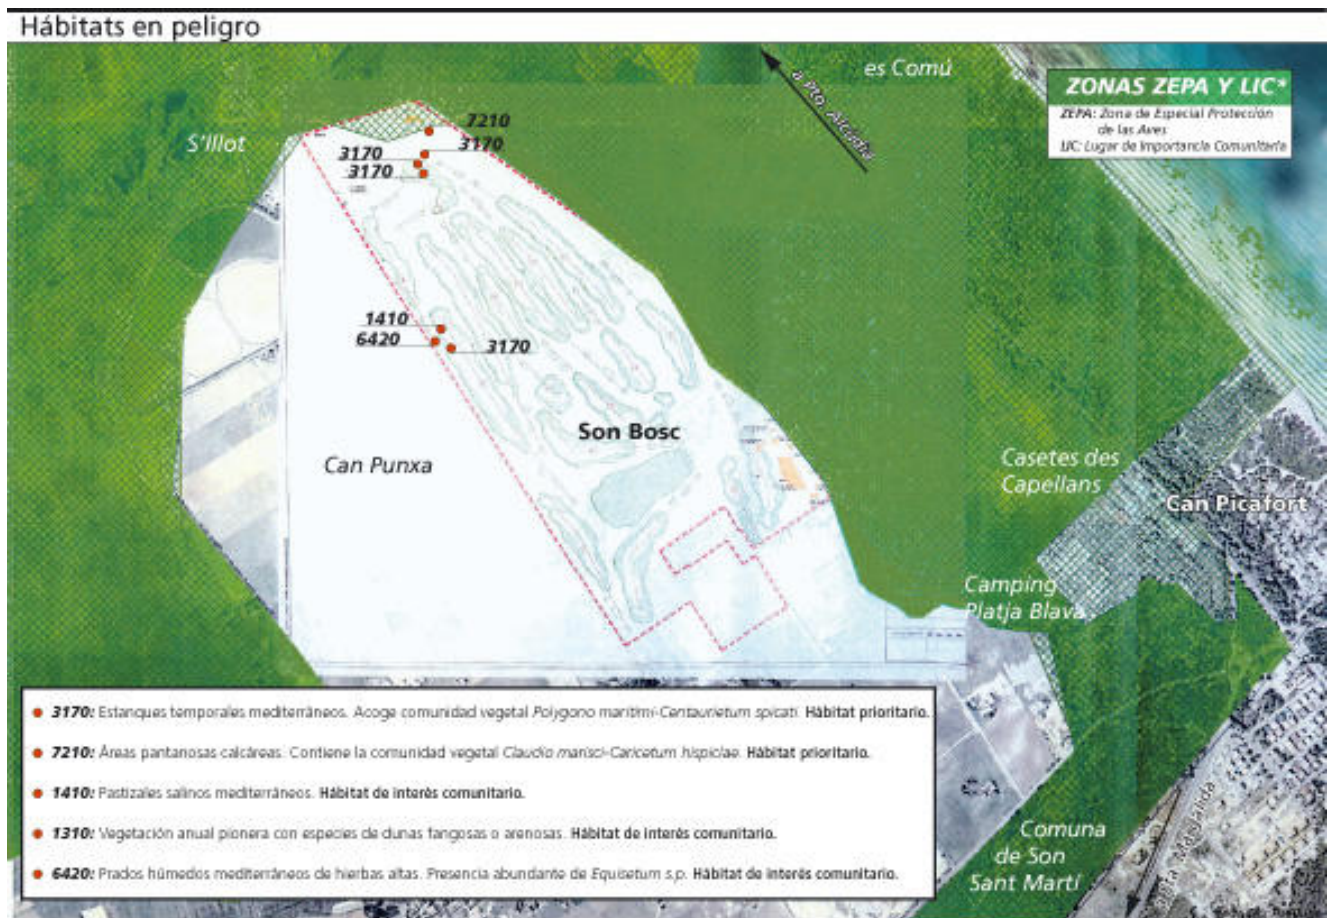 Hábitats en peligro
es Comú
a Pto. Alcúdia
ZONAS ZEPA Y LIC*
ZEPA: Zona de Especial Protección
de las Aves
LIC: Lugar de Importancia Comunitaria
S'Illot
7210
3170
3170
3170
1410
6420
3170
Son Bosc
Can Punxa
Casetes des
Capellans
Can Picafort
Camping
Platja Blava
3170: Estanques temporales mediterráneos. Acoge comunidad vegetal Polygono maritimi-Centaurietum spicati. Hábitat prioritario.
7210: Áreas pantanosas calcáreas. Contiene la comunidad vegetal Claudio marisci-Caricetum hispiciae. Hábitat prioritario.
1410: Pastizales salinos mediterráneos. Hábitat de interés comunitario.
1310: Vegetación anual pionera con especies de dunas fangosas o arenosas. Hábitat de interés comunitario.
6420: Prados húmedos mediterráneos de hierbas altas. Presencia abundante de Equisetum s.p. Hábitat de interés comunitario.
Comuna
de Son
Sant Martí
Margalida